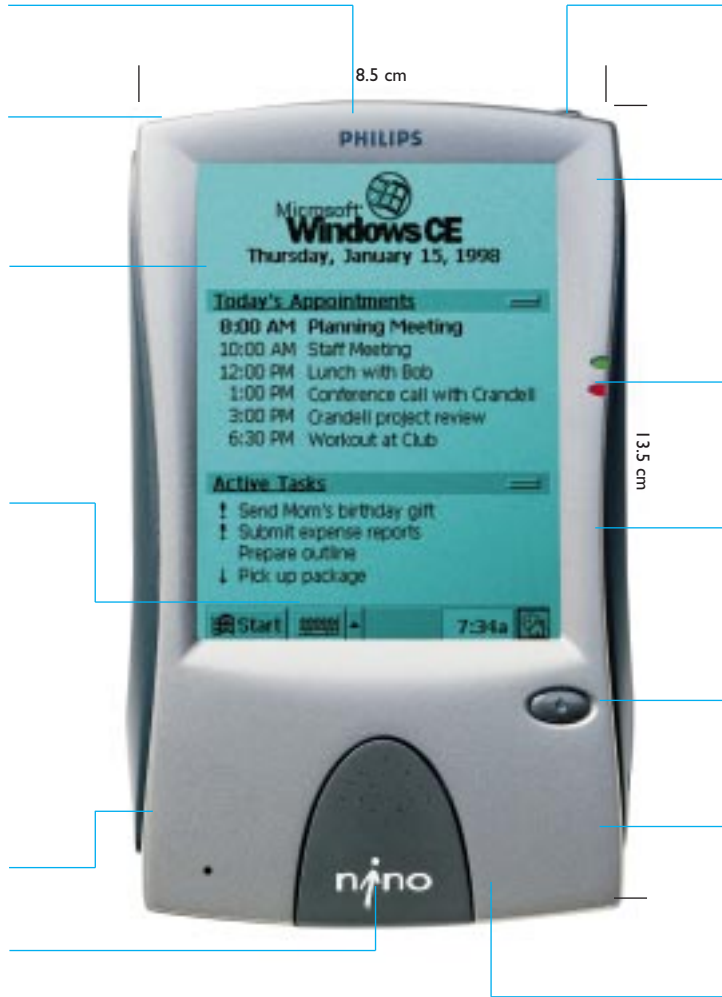 8.5 cm
PHILIPS
Microsoft
Windows CE
Thursday, January 15, 1998
Today's Appointments
8:00 AM Planning Meeting
10:00 AM Staff Meeting
12:00 PM Lunch with Bob
1:00 PM Conference call with Crandell
3:00 PM Crandell project review
6:30 PM Workout at Club
13.5 cm
Active Tasks
! Send Mom's birthday gift
! Submit expense reports
Prepare outline
↓ Pick up package
Start
7:34a
nino